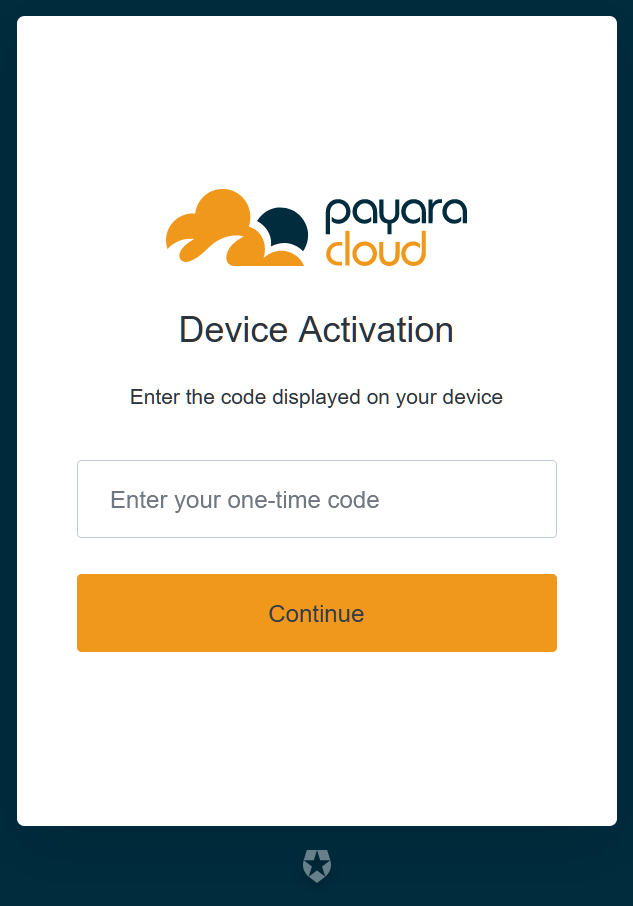 payara
cloud
Device Activation
Enter the code displayed on your device
Enter your one-time code
Continue